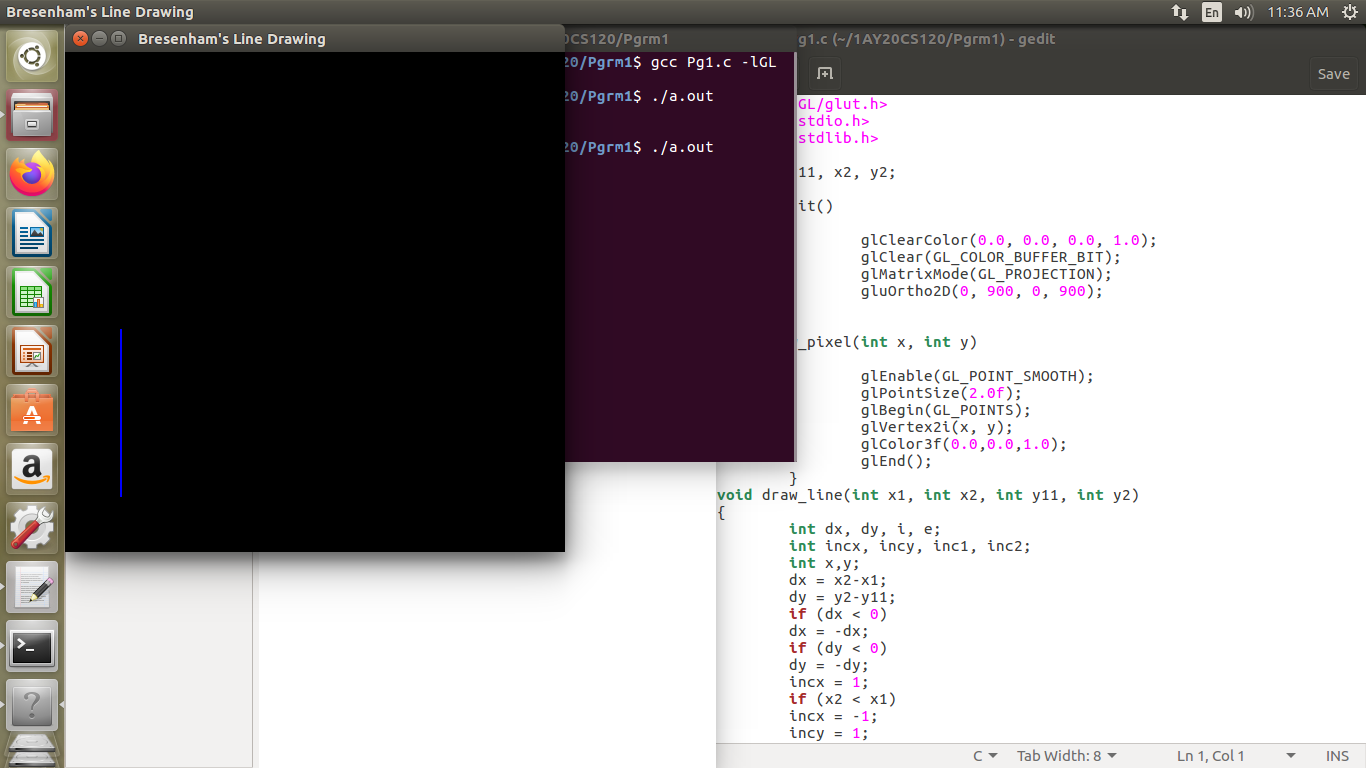 Bresenham's Line Drawing
En
11:36 AM
Bresenham's Line Drawing
CS120/Pgrm1
20/Pgrm1$ gcc Pg1.c -lGL
20/Pgrm1$ ./a.out
20/Pgrm1$ ./a.out
g1.c (~/1AY20CS120/Pgrm1) - gedit
Save
GL/glut.h>
stdio.h>
stdlib.h>
11, x2, y2;
it()
glClearColor(0.0, 0.0, 0.0, 1.0);
glClear(GL_COLOR_BUFFER_BIT);
glMatrixMode(GL_PROJECTION);
gluOrtho2D(0, 900, 0, 900);
_pixel(int x, int y)
glEnable(GL_POINT_SMOOTH);
glPointSize(2.0f);
glBegin(GL_POINTS);
glVertex2i(x, y);
glColor3f(0.0,0.0,1.0);
glEnd();
}
void draw_line(int x1, int x2, int y11, int y2)
{
int dx, dy, i, e;
int incx, incy, inc1, inc2;
int x,y;
dx = x2-x1;
dy = y2-y11;
if (dx < 0)
dx = -dx;
if (dy < 0)
dy = -dy;
incx = 1;
if (x2 < x1)
incx = -1;
incy = 1;
C
Tab Width: 8
Ln 1, Col 1
INS